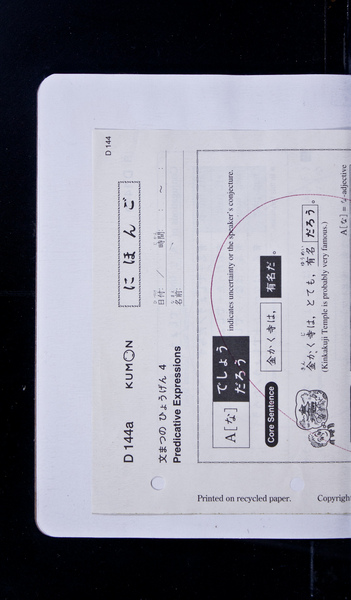 D 144
D 144a KUMON にほんご
文まつの ひょうげん 4
Predicative Expressions
日付 / 時間 : ~ :
名前
A[な] でしょう だろう
indicates uncertainty or the speaker's conjecture.
Core Sentence 金かく寺は, 有名だ。
金かく寺は, とても, 有名だろう。
(Kinkakuji Temple is probably very famous.)
A[な] = な-adjective
Printed on recycled paper. Copyright